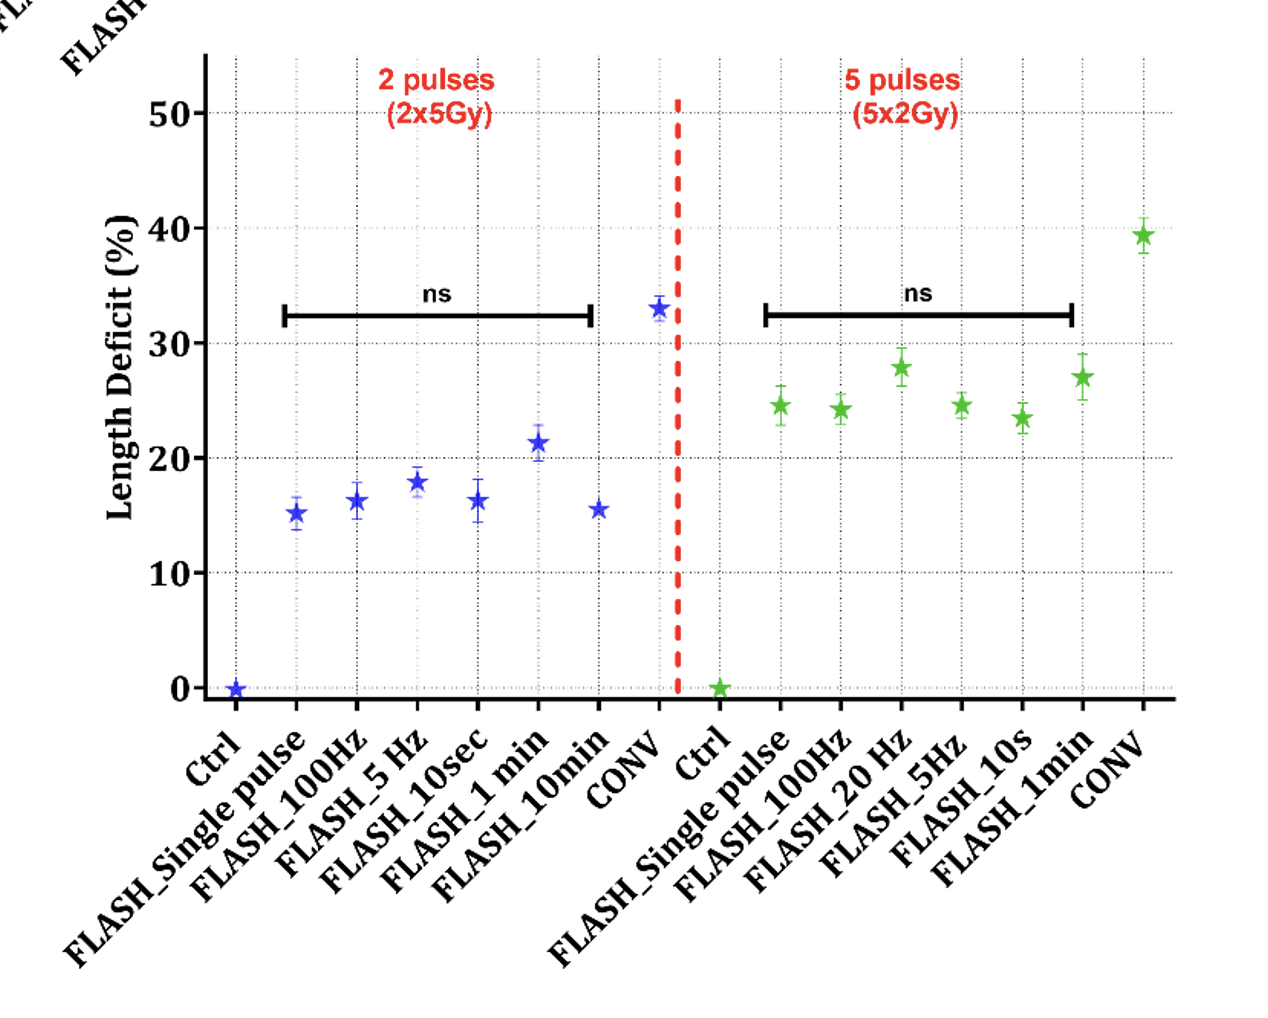 FLA
FLASH
2 pulses
(2x5Gy)
5 pulses
(5x2Gy)
50
40
30
20
10
0
Length Deficit (%)
ns
ns
Ctrl
FLASH_Single pulse
FLASH_100Hz
FLASH_5 Hz
FLASH_10sec
FLASH_1 min
FLASH_10min
CONV
Ctrl
FLASH_Single pulse
FLASH_100Hz
FLASH_20 Hz
FLASH_5Hz
FLASH_10s
FLASH_1min
CONV